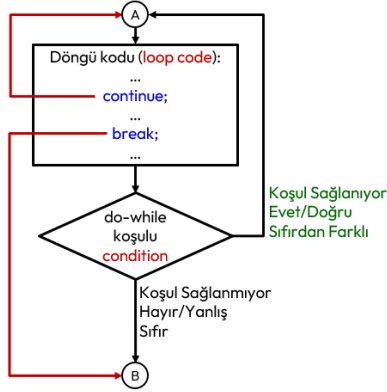 A
Döngü kodu (loop code):
...
continue;
...
break;
...
do-while
koşulu
condition
Koşul Sağlanıyor
Evet/Doğru
Sıfırdan Farklı
Koşul Sağlanmıyor
Hayır/Yanlış
Sıfır
B